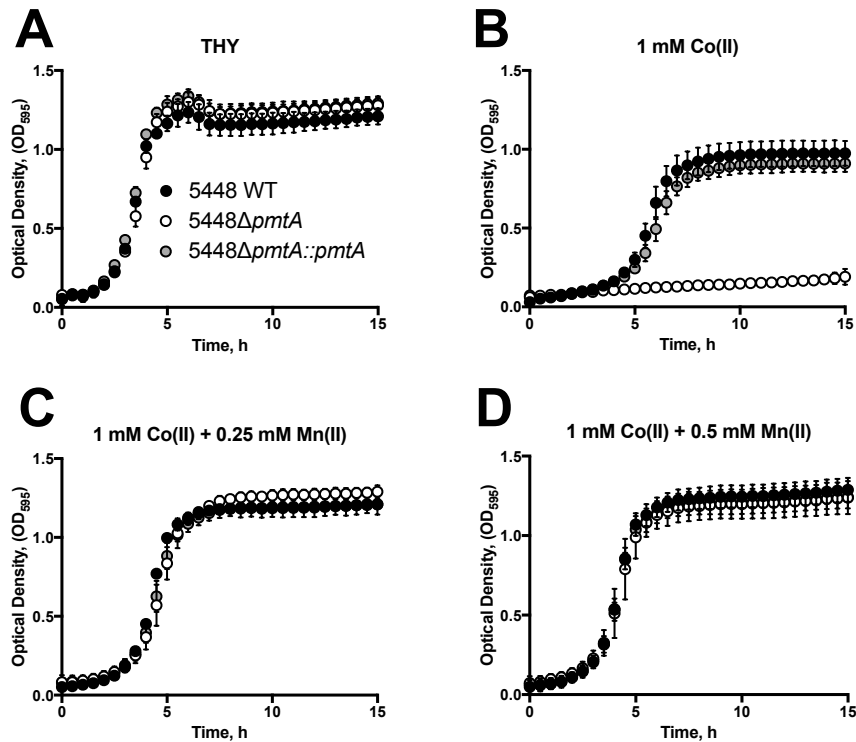 A
THY
1.5
1.0
0.5
0.0
Optical Density, (OD595)
5448 WT
5448ΔpmtA
5448ΔpmtA::pmtA
0
5
10
15
Time, h
B
1 mM Co(II)
1.5
1.0
0.5
0.0
Optical Density, (OD595)
0
5
10
15
Time, h
C
1 mM Co(II) + 0.25 mM Mn(II)
1.5
1.0
0.5
0.0
Optical Density, (OD595)
0
5
10
15
Time, h
D
1 mM Co(II) + 0.5 mM Mn(II)
1.5
1.0
0.5
0.0
Optical Density, (OD595)
0
5
10
15
Time, h